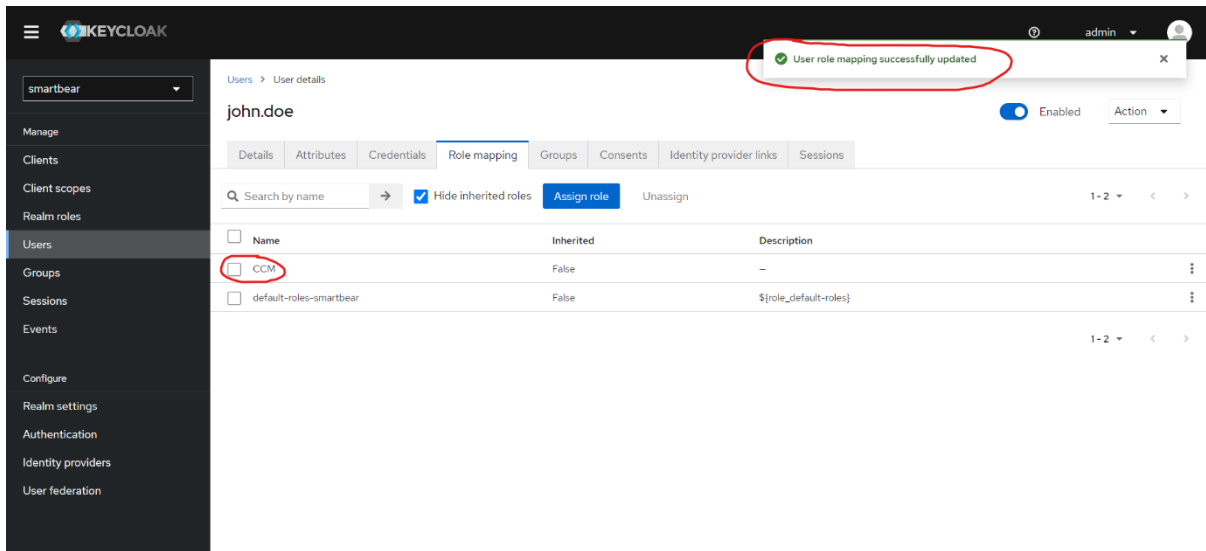 KEYCLOAK
admin
User role mapping successfully updated
smartbear
Manage
Clients
Client scopes
Realm roles
Users
Groups
Sessions
Events
Configure
Realm settings
Authentication
Identity providers
User federation
Users > User details
john.doe
Enabled
Action
Details Attributes Credentials Role mapping Groups Consents Identity provider links Sessions
Search by name Hide inherited roles Assign role Unassign 1 - 2
Name Inherited Description
CCM False –
default-roles-smartbear False ${role_default-roles}
1 - 2